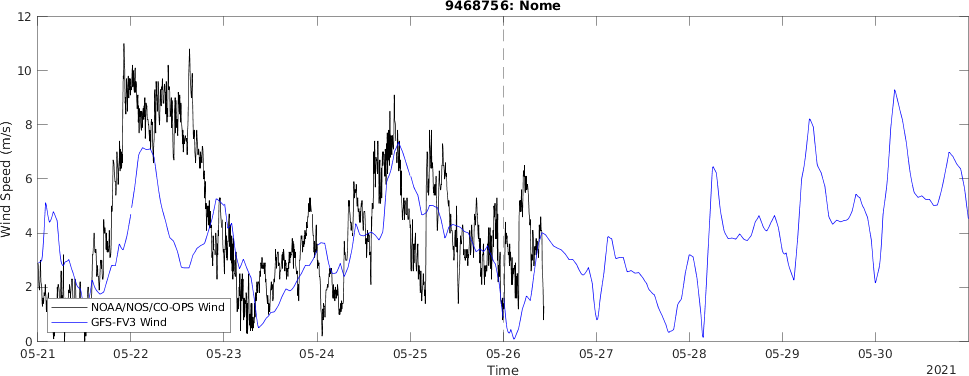 9468756: Nome
12
10
8
6
4
2
0
Wind Speed (m/s)
NOAA/NOS/CO-OPS Wind
GFS-FV3 Wind
05-21 05-22 05-23 05-24 05-25 05-26 05-27 05-28 05-29 05-30
Time
2021